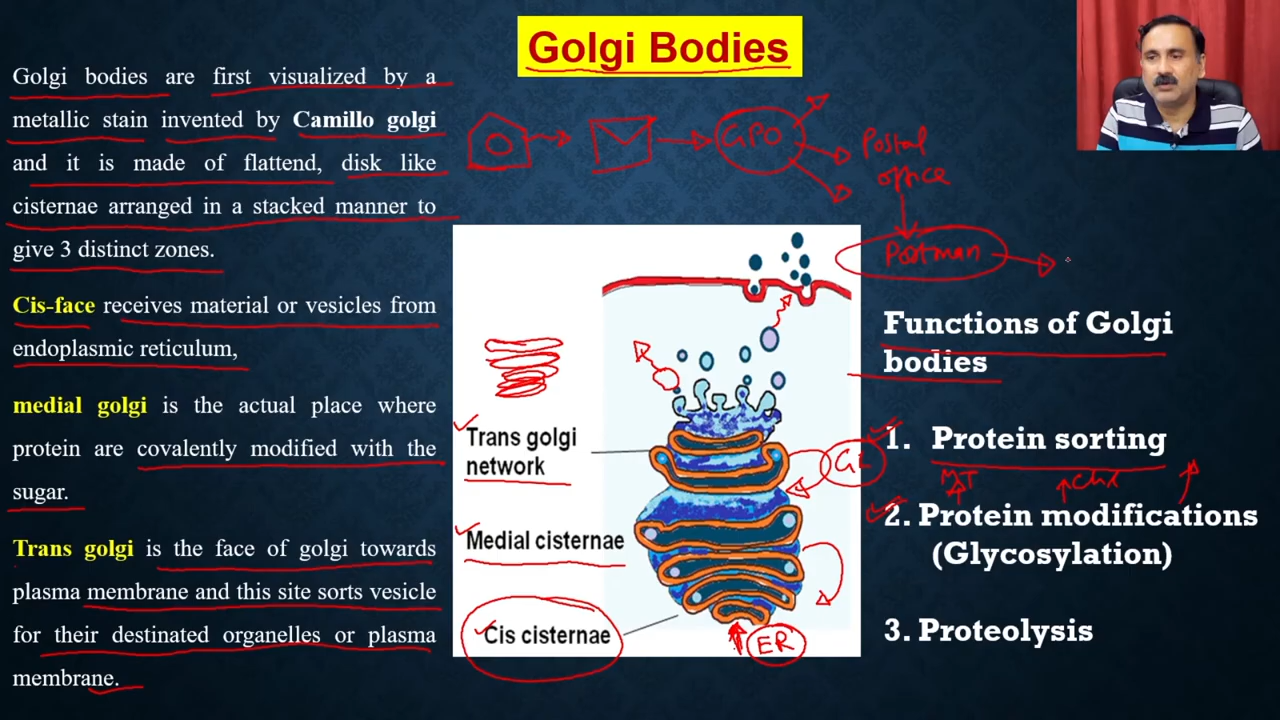 Golgi Bodies
Golgi bodies are first visualized by a
metallic stain invented by Camillo golgi
and it is made of flattend, disk like
cisternae arranged in a stacked manner to
give 3 distinct zones.
Cis-face receives material or vesicles from
endoplasmic reticulum,
medial golgi is the actual place where
protein are covalently modified with the
sugar.
Trans golgi is the face of golgi towards
plasma membrane and this site sorts vesicle
for their destinated organelles or plasma
membrane.
GPO
Postal
office
Postman
Trans golgi
network
Medial cisternae
Cis cisternae
ER
Functions of Golgi
bodies
1. Protein sorting
MT
2. Protein modifications
(Glycosylation)
3. Proteolysis